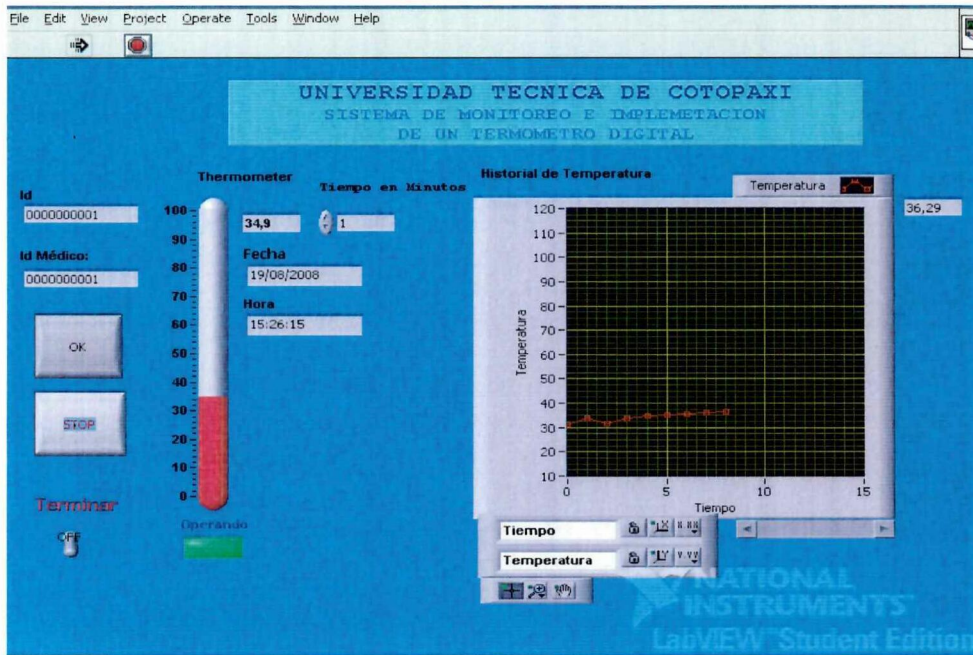 File Edit View Project Operate Tools Window Help
UNIVERSIDAD TECNICA DE COTOPAXI
SISTEMA DE MONITOREO E IMPLEMETACION
DE UN TERMOMETRO DIGITAL
Id
0000000001
Id Médico:
0000000001
OK
STOP
Terminar
OFF
Thermometer
100
90
80
70
60
50
40
30
20
10
0
Operando
34,9
Tiempo en Minutos
1
Fecha
19/08/2008
Hora
15:26:15
Historial de Temperatura
Temperatura
36,29
Temperatura
120
110
100
90
80
70
60
50
40
30
20
10
0 5 10 15
Tiempo
Tiempo
X.XX
Temperatura
Y.YY
NATIONAL
INSTRUMENTS
LabVIEW Student Edition